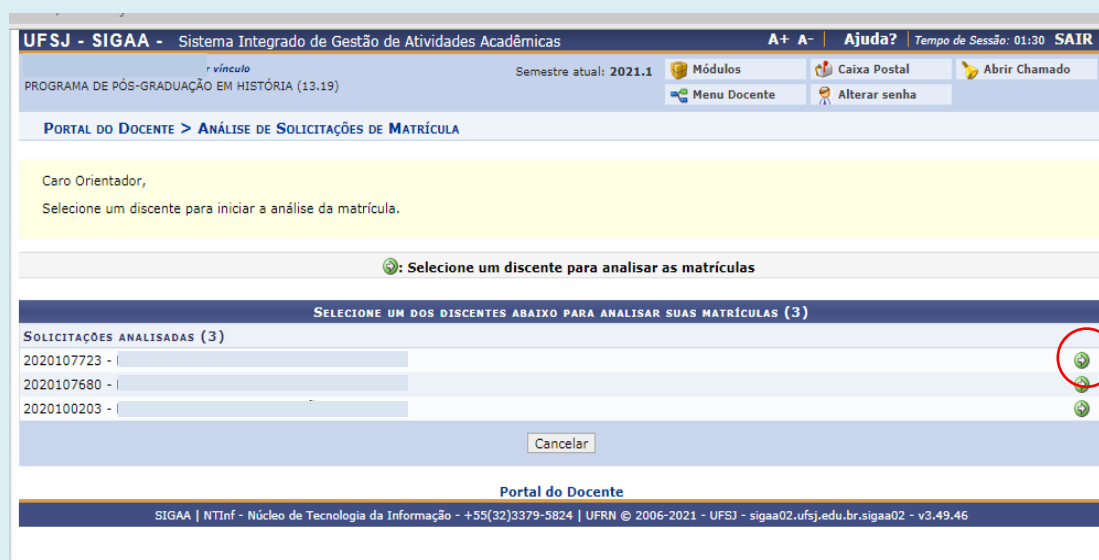 UFSJ - SIGAA - Sistema Integrado de Gestão de Atividades Acadêmicas A+ A- | Ajuda? | Tempo de Sessão: 01:30 SAIR
vínculo Semestre atual: 2021.1 Módulos Caixa Postal Abrir Chamado
PROGRAMA DE PÓS-GRADUAÇÃO EM HISTÓRIA (13.19) Menu Docente Alterar senha
PORTAL DO DOCENTE > ANÁLISE DE SOLICITAÇÕES DE MATRÍCULA
Caro Orientador,
Selecione um discente para iniciar a análise da matrícula.
: Selecione um discente para analisar as matrículas
SELECIONE UM DOS DISCENTES ABAIXO PARA ANALISAR SUAS MATRÍCULAS (3)
SOLICITAÇÕES ANALISADAS (3)
2020107723 -
2020107680 -
2020100203 -
Cancelar
Portal do Docente
SIGAA | NTInf - Núcleo de Tecnologia da Informação - +55(32)3379-5824 | UFRN © 2006-2021 - UFSJ - sigaa02.ufsj.edu.br.sigaa02 - v3.49.46